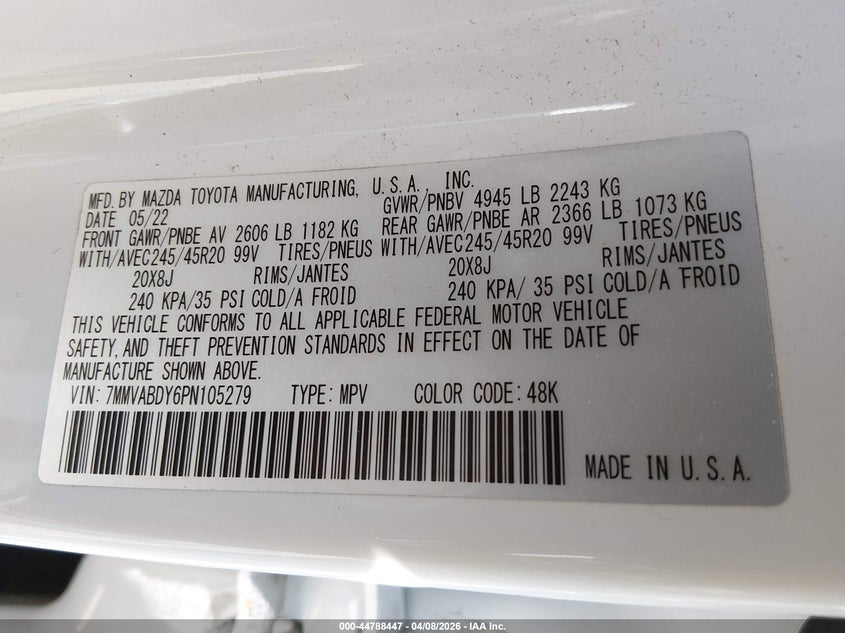 MFD. BY MAZDA TOYOTA MANUFACTURING, U.S.A. INC.
DATE 05/22 GVWR/PNBV 4945 LB 2243 KG
FRONT GAWR/PNBE AV 2606 LB 1182 KG REAR GAWR/PNBE AR 2366 LB 1073 KG
WITH/AVEC245/45R20 99V TIRES/PNEUS WITH/AVEC245/45R20 99V TIRES/PNEUS
20X8J RIMS/JANTES 20X8J RIMS/JANTES
240 KPA/35 PSI COLD/A FROID 240 KPA/ 35 PSI COLD/A FROID
THIS VEHICLE CONFORMS TO ALL APPLICABLE FEDERAL MOTOR VEHICLE
SAFETY, AND THEFT PREVENTION STANDARDS IN EFFECT ON THE DATE OF
MANUFACTURE SHOWN ABOVE.
VIN: 7MMVABDY6PN105279 TYPE: MPV COLOR CODE: 48K
MADE IN U.S.A.
000-44788447 - 04/08/2026 - IAA Inc.